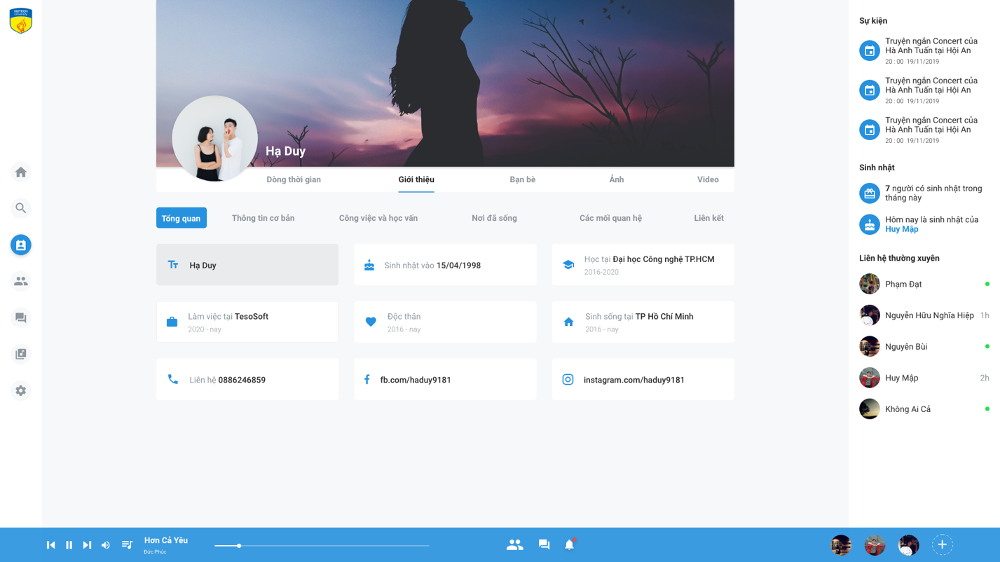 HUTECH
University
Hạ Duy
Dòng thời gian
Giới thiệu
Bạn bè
Ảnh
Video
Tổng quan
Thông tin cơ bản
Công việc và học vấn
Nơi đã sống
Các mối quan hệ
Liên kết
Hạ Duy
Sinh nhật vào 15/04/1998
Học tại Đại học Công nghệ TP.HCM
2016-2020
Làm việc tại TesoSoft
2020 - nay
Độc thân
2016 - nay
Sinh sống tại TP Hồ Chí Minh
2016 - nay
Liên hệ 0886246859
fb.com/haduy9181
instagram.com/haduy9181
Sự kiện
Truyện ngắn Concert của
Hà Anh Tuấn tại Hội An
20 : 00 19/11/2019
Truyện ngắn Concert của
Hà Anh Tuấn tại Hội An
20 : 00 19/11/2019
Truyện ngắn Concert của
Hà Anh Tuấn tại Hội An
20 : 00 19/11/2019
Sinh nhật
7 người có sinh nhật trong
tháng này
Hôm nay là sinh nhật của
Huy Mập
Liên hệ thường xuyên
Phạm Đạt
Nguyễn Hữu Nghĩa Hiệp 1h
Nguyên Bùi
Huy Mập 2h
Không Ai Cả
Hơn Cả Yêu
Đức Phúc